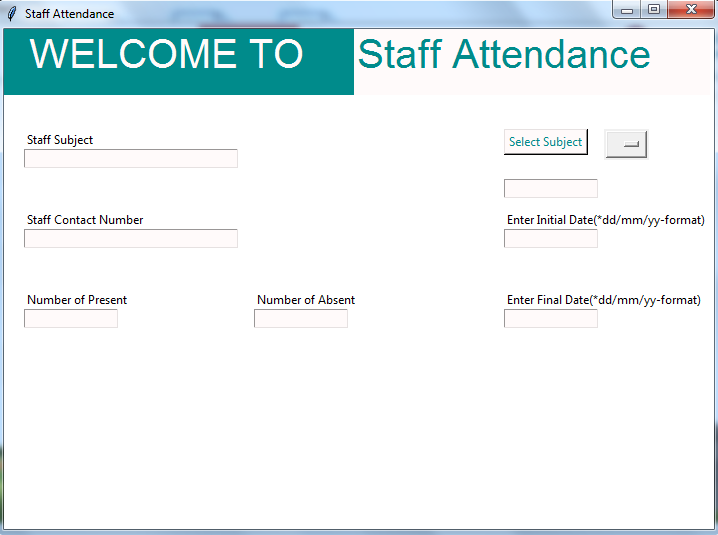 Staff Attendance
WELCOME TO Staff Attendance
Staff Subject
Select Subject
Staff Contact Number
Enter Initial Date(*dd/mm/yy-format)
Number of Present
Number of Absent
Enter Final Date(*dd/mm/yy-format)